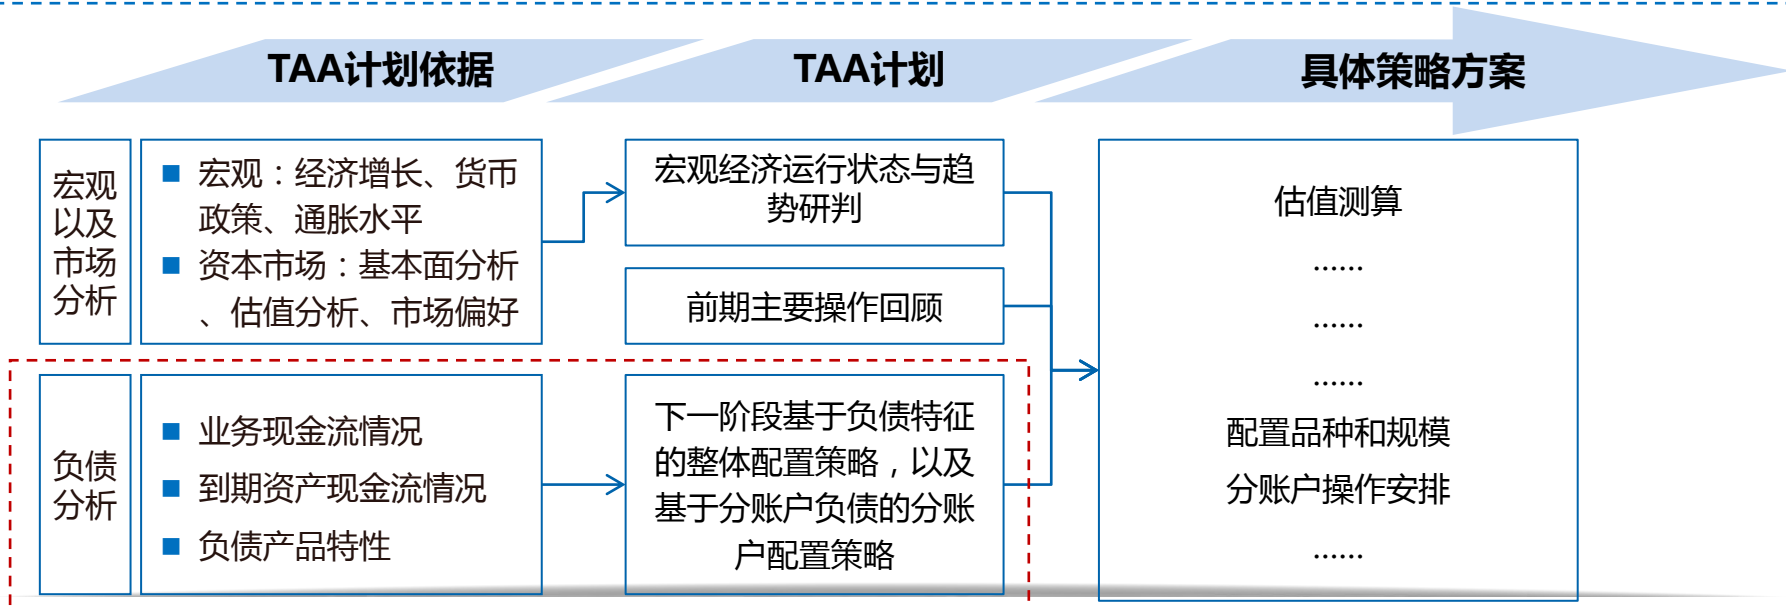 TAA计划依据
TAA计划
具体策略方案
宏观
以及
市场
分析
■ 宏观：经济增长、货币
政策、通胀水平
■ 资本市场：基本面分析
、估值分析、市场偏好
宏观经济运行状态与趋
势研判
前期主要操作回顾
负债
分析
■ 业务现金流情况
■ 到期资产现金流情况
■ 负债产品特性
下一阶段基于负债特征
的整体配置策略，以及
基于分账户负债的分账
户配置策略
估值测算
……
……
……
配置品种和规模
分账户操作安排
……